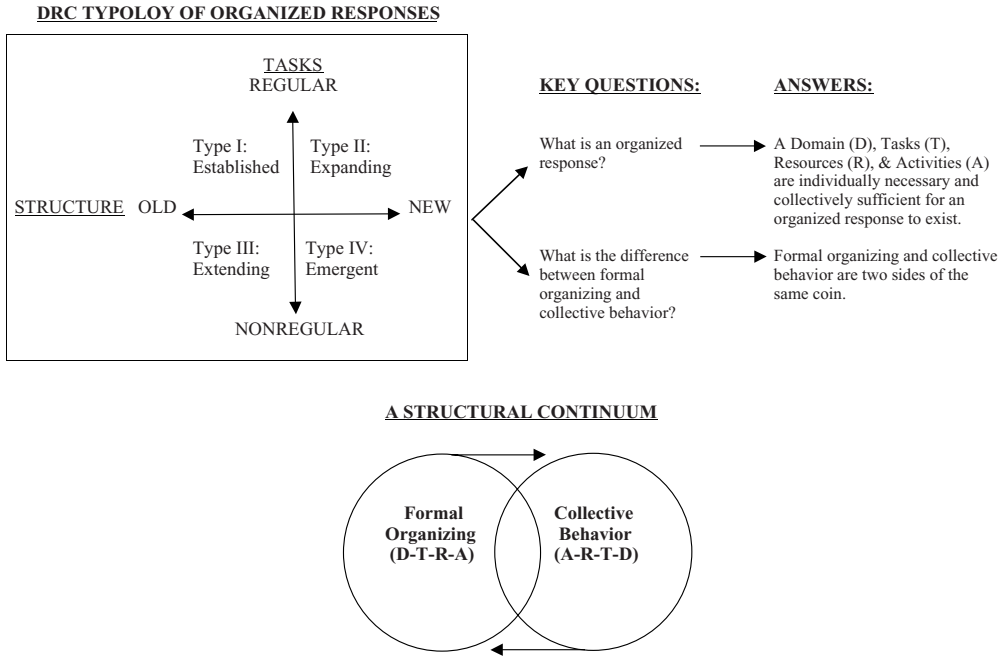 DRC TYPOLOY OF ORGANIZED RESPONSES
TASKS
REGULAR
Type I:
Established
Type II:
Expanding
STRUCTURE OLD
NEW
Type III:
Extending
Type IV:
Emergent
NONREGULAR
KEY QUESTIONS:
What is an organized
response?
What is the difference
between formal
organizing and
collective behavior?
ANSWERS:
A Domain (D), Tasks (T),
Resources (R), & Activities (A)
are individually necessary and
collectively sufficient for an
organized response to exist.
Formal organizing and collective
behavior are two sides of the
same coin.
A STRUCTURAL CONTINUUM
Formal
Organizing
(D-T-R-A)
Collective
Behavior
(A-R-T-D)